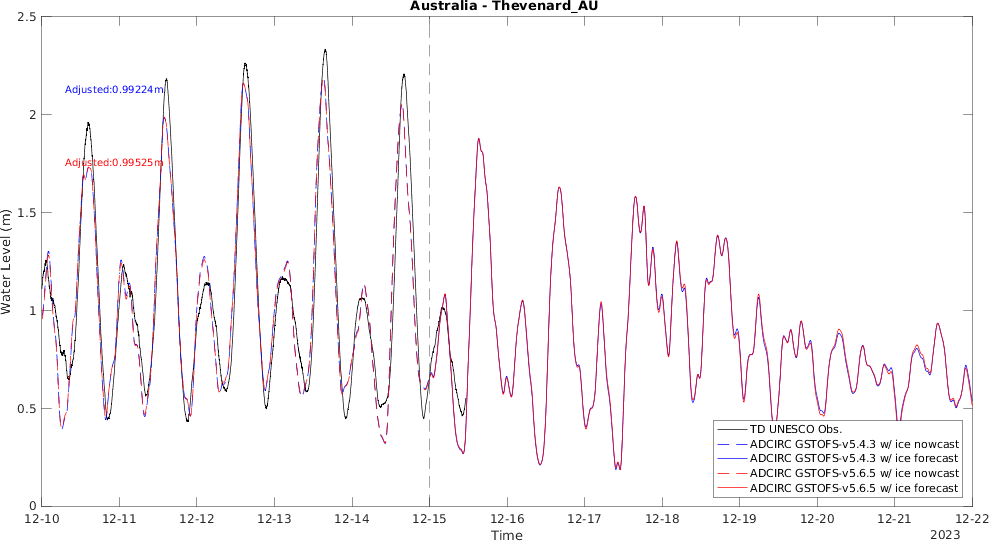 Australia - Thevenard_AU
2.5
2
1.5
1
0.5
0
Water Level (m)
Adjusted:0.99224m
Adjusted:0.99525m
TD UNESCO Obs.
ADCIRC GSTOFS-v5.4.3 w/ ice nowcast
ADCIRC GSTOFS-v5.4.3 w/ ice forecast
ADCIRC GSTOFS-v5.6.5 w/ ice nowcast
ADCIRC GSTOFS-v5.6.5 w/ ice forecast
12-10 12-11 12-12 12-13 12-14 12-15 12-16 12-17 12-18 12-19 12-20 12-21 12-22
Time
2023